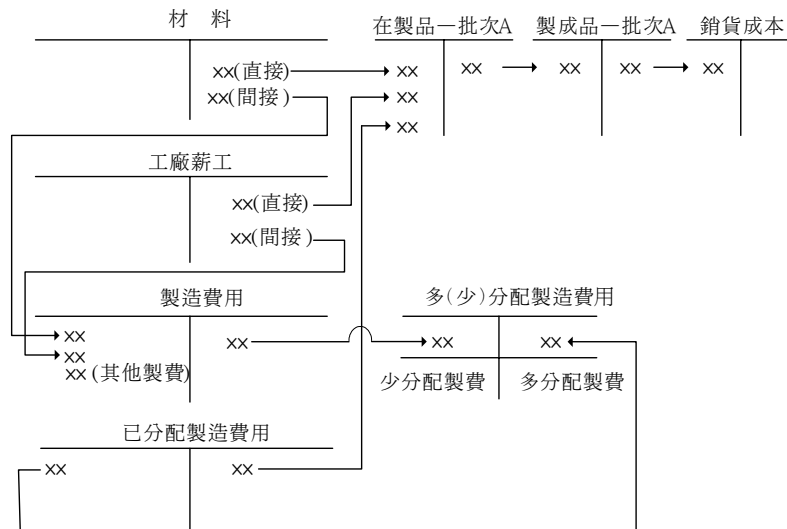 材 料
在製品－批次A
製成品－批次A
銷貨成本
xx(直接)
xx
xx
xx
xx
xx
xx(間接)
xx
xx
工廠薪工
xx(直接)
xx(間接)
製造費用
多(少)分配製造費用
xx
xx
xx
xx
xx
xx(其他製費)
少分配製費
多分配製費
已分配製造費用
xx
xx